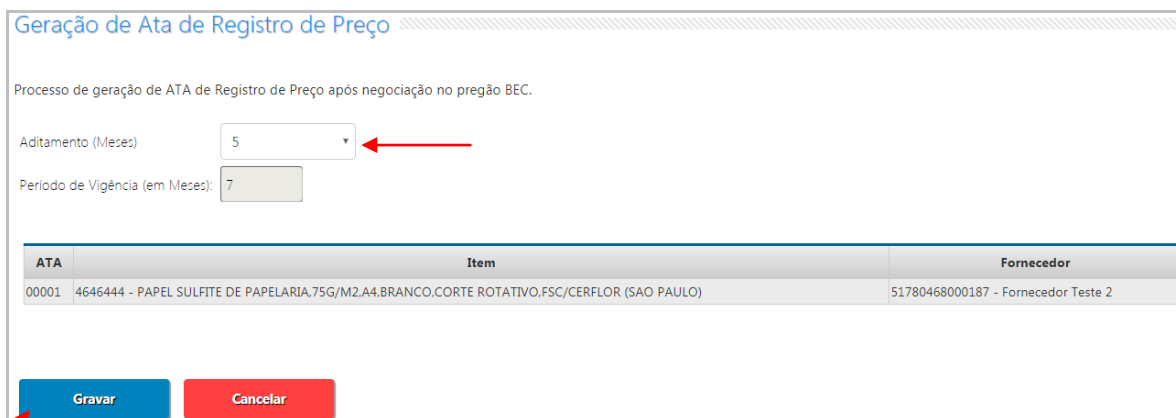 Geração de Ata de Registro de Preço
Processo de geração de ATA de Registro de Preço após negociação no pregão BEC.
Aditamento (Meses) 5
Período de Vigência (em Meses): 7
ATA Item Fornecedor
00001 4646444 - PAPEL SULFITE DE PAPELARIA,75G/M2,A4,BRANCO,CORTE ROTATIVO,FSC/CERFLOR (SAO PAULO) 51780468000187 - Fornecedor Teste 2
Gravar Cancelar